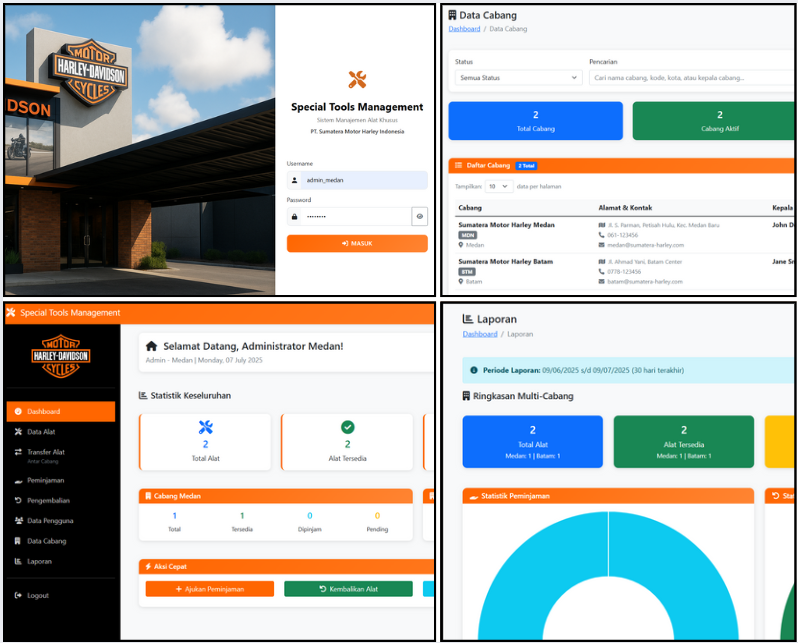 MOTOR
HARLEY-DAVIDSON
CYCLES
DSON
Special Tools Management
Sistem Manajemen Alat Khusus
PT. Sumatera Motor Harley Indonesia
Username
admin_medan
Password
••••••••
MASUK
Data Cabang
Dashboard / Data Cabang
Status
Pencarian
Semua Status
Cari nama cabang, kode, kota, atau kepala cabang...
2
Total Cabang
2
Cabang Aktif
Daftar Cabang 2 Total
Tampilkan 10 data per halaman
Cabang Alamat & Kontak Kepala
Sumatera Motor Harley Medan
MDN
Medan
Jl. S. Parman, Petisah Hulu, Kec. Medan Baru
061-123456
medan@sumatera-harley.com
John D
Sumatera Motor Harley Batam
BTM
Batam
Jl. Ahmad Yani, Batam Center
0778-123456
batam@sumatera-harley.com
Jane S
Special Tools Management
MOTOR
HARLEY-DAVIDSON
CYCLES
Dashboard
Data Alat
Transfer Alat
Antar Cabang
Peminjaman
Pengembalian
Data Pengguna
Data Cabang
Laporan
Logout
Selamat Datang, Administrator Medan!
Admin - Medan | Monday, 07 July 2025
Statistik Keseluruhan
2
Total Alat
2
Alat Tersedia
Cabang Medan
1 1 0 0
Total Tersedia Dipinjam Pending
Aksi Cepat
+ Ajukan Peminjaman
Kembalikan Alat
Laporan
Dashboard / Laporan
Periode Laporan: 09/06/2025 s/d 09/07/2025 (30 hari terakhir)
Ringkasan Multi-Cabang
2
Total Alat
Medan: 1 | Batam: 1
2
Alat Tersedia
Medan: 1 | Batam: 1
Statistik Peminjaman
Stat